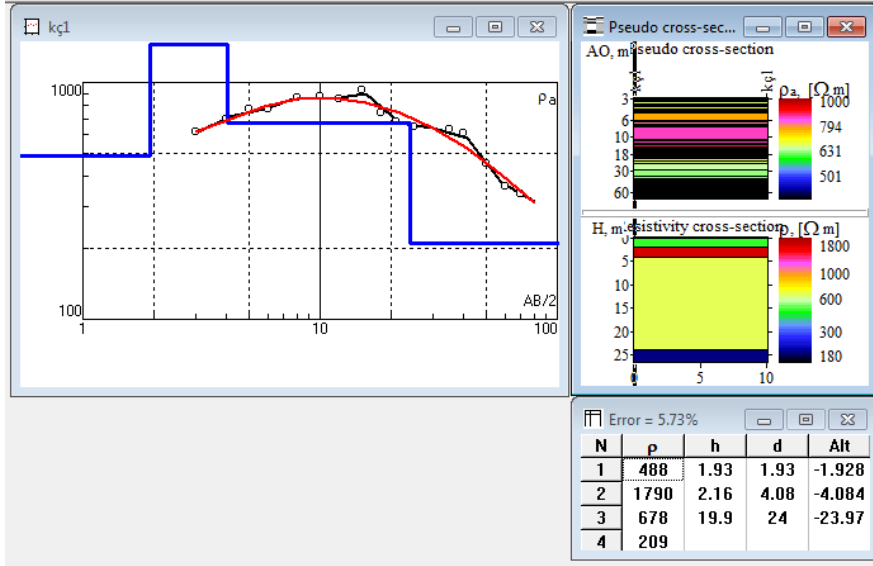 kç1
1000
ρa
100
AB/2
1
10
100
Pseudo cross-sec...
AO, m Pseudo cross-section
kç1
ρa, [Ω m]
3
6
10
18
30
60
1000
794
631
501
H, m esistivity cross-section ρ, [Ω m]
0
5
10
15
20
25
1800
1000
600
300
180
0 5 10
Error = 5.73%
N ρ h d Alt
1 488 1.93 1.93 -1.928
2 1790 2.16 4.08 -4.084
3 678 19.9 24 -23.97
4 209